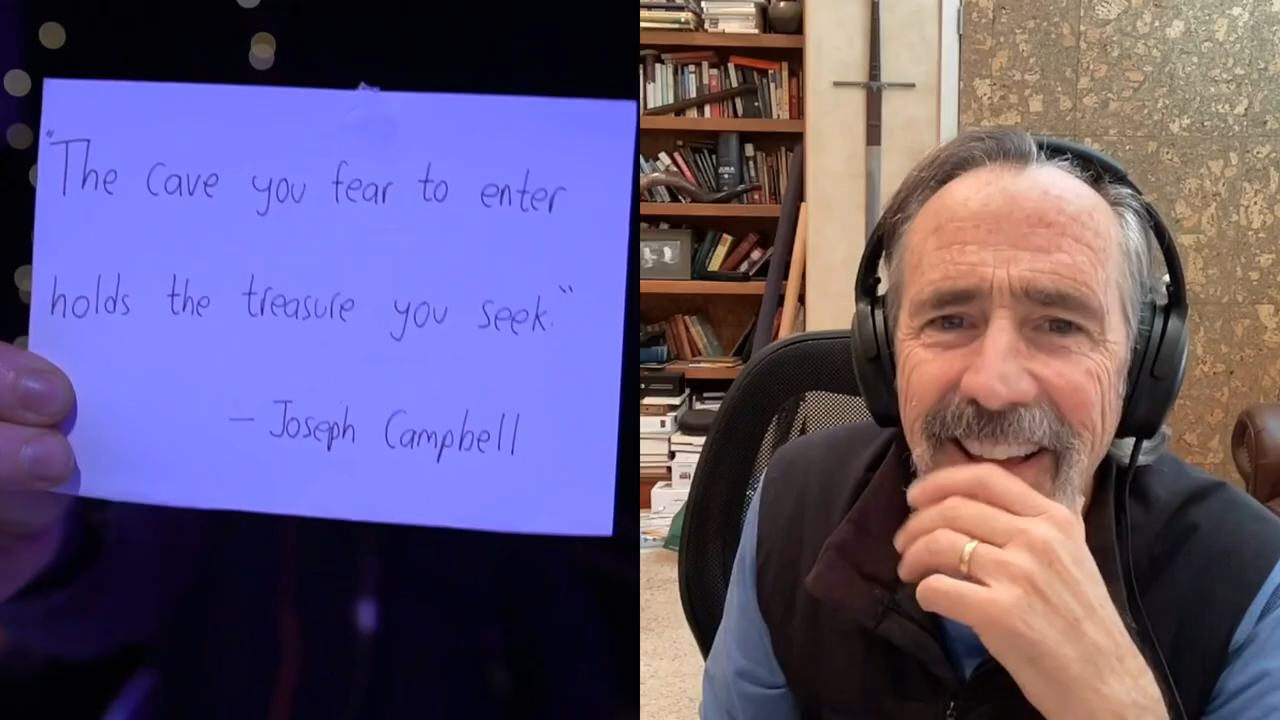 "The cave you fear to enter
holds the treasure you seek."
— Joseph Campbell